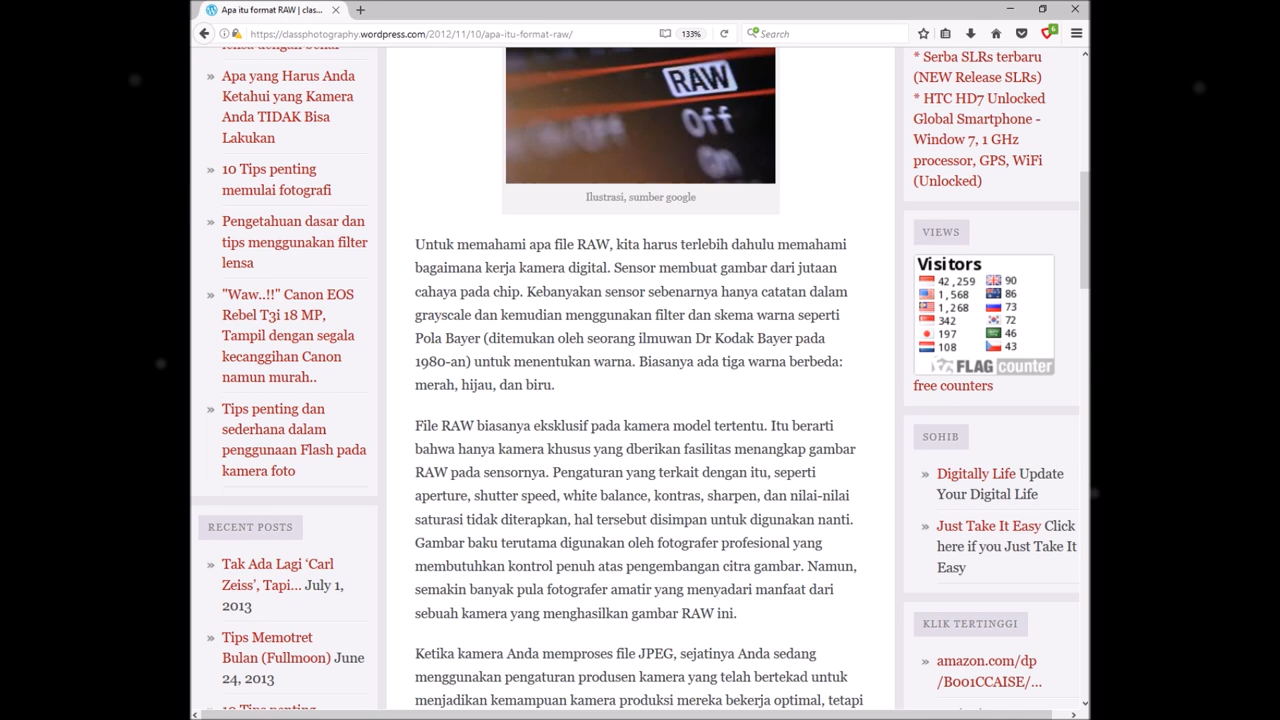 Apa itu format RAW | clas...
https://classphotography.wordpress.com/2012/11/10/apa-itu-format-raw/
133%
Search
6
Apa yang Harus Anda
Ketahui yang Kamera
Anda TIDAK Bisa
Lakukan
10 Tips penting
memulai fotografi
Pengetahuan dasar dan
tips menggunakan filter
lensa
"Waw..!!" Canon EOS
Rebel T3i 18 MP,
Tampil dengan segala
kecanggihan Canon
namun murah..
Tips penting dan
sederhana dalam
penggunaan Flash pada
kamera foto
RECENT POSTS
Tak Ada Lagi ‘Carl
Zeiss’, Tapi... July 1,
2013
Tips Memotret
Bulan (Fullmoon) June
24, 2013
RAW
Off
On
Ilustrasi, sumber google
Untuk memahami apa file RAW, kita harus terlebih dahulu memahami
bagaimana kerja kamera digital. Sensor membuat gambar dari jutaan
cahaya pada chip. Kebanyakan sensor sebenarnya hanya catatan dalam
grayscale dan kemudian menggunakan filter dan skema warna seperti
Pola Bayer (ditemukan oleh seorang ilmuwan Dr Kodak Bayer pada
1980-an) untuk menentukan warna. Biasanya ada tiga warna berbeda:
merah, hijau, dan biru.
File RAW biasanya eksklusif pada kamera model tertentu. Itu berarti
bahwa hanya kamera khusus yang dberikan fasilitas menangkap gambar
RAW pada sensornya. Pengaturan yang terkait dengan itu, seperti
aperture, shutter speed, white balance, kontras, sharpen, dan nilai-nilai
saturasi tidak diterapkan, hal tersebut disimpan untuk digunakan nanti.
Gambar baku terutama digunakan oleh fotografer profesional yang
membutuhkan kontrol penuh atas pengembangan citra gambar. Namun,
semakin banyak pula fotografer amatir yang menyadari manfaat dari
sebuah kamera yang menghasilkan gambar RAW ini.
Ketika kamera Anda memproses file JPEG, sejatinya Anda sedang
menggunakan pengaturan produsen kamera yang telah bertekad untuk
menjadikan kemampuan kamera produksi mereka bekerja optimal, tetapi
* Serba SLRs terbaru
(NEW Release SLRs)
* HTC HD7 Unlocked
Global Smartphone -
Window 7, 1 GHz
processor, GPS, WiFi
(Unlocked)
VIEWS
Visitors
42,259 90
1,568 86
1,268 73
342 72
197 46
108 43
FLAG counter
free counters
SOHIB
Digitally Life Update
Your Digital Life
Just Take It Easy Click
here if you Just Take It
Easy
KLIK TERTINGGI
amazon.com/dp
/B001CCAISE/...